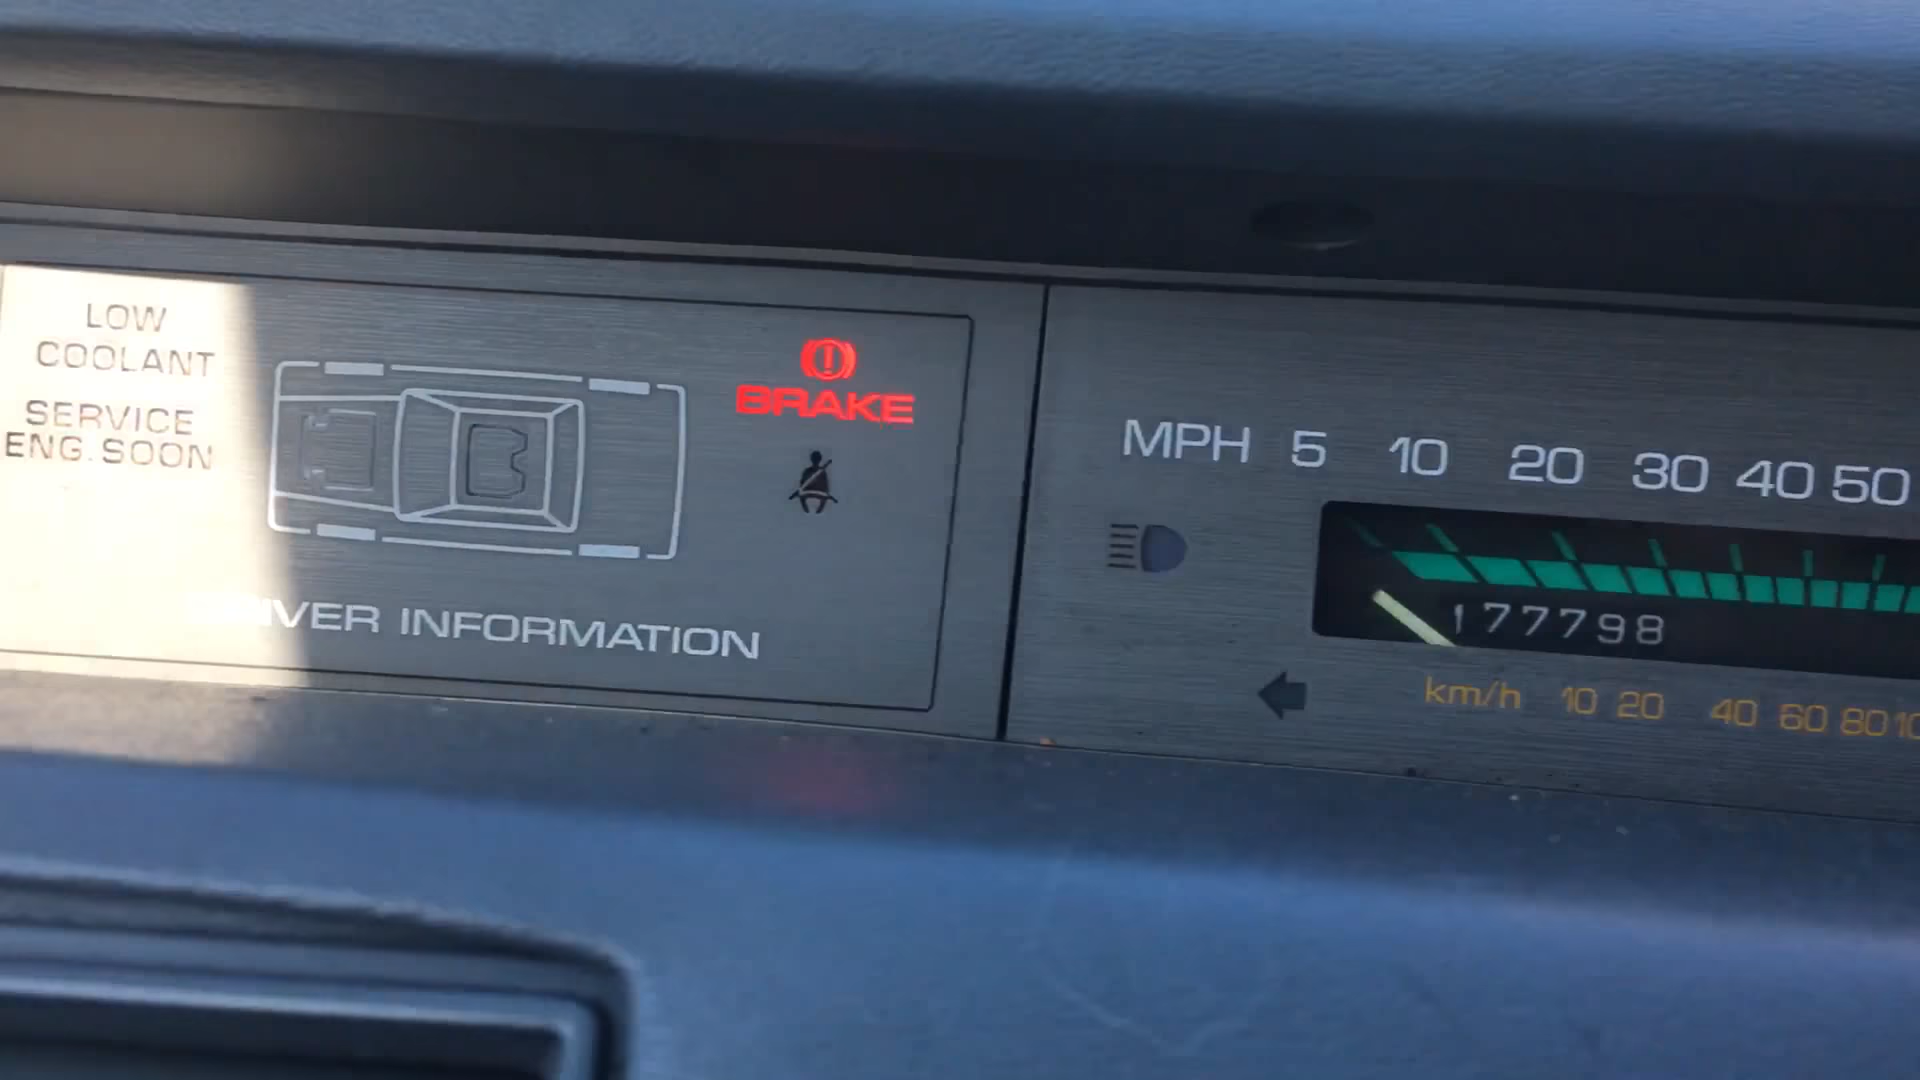 LOW
COOLANT
SERVICE
ENG. SOON
BRAKE
DRIVER INFORMATION
MPH 5 10 20 30 40 50
177798
km/h 10 20 40 60 80